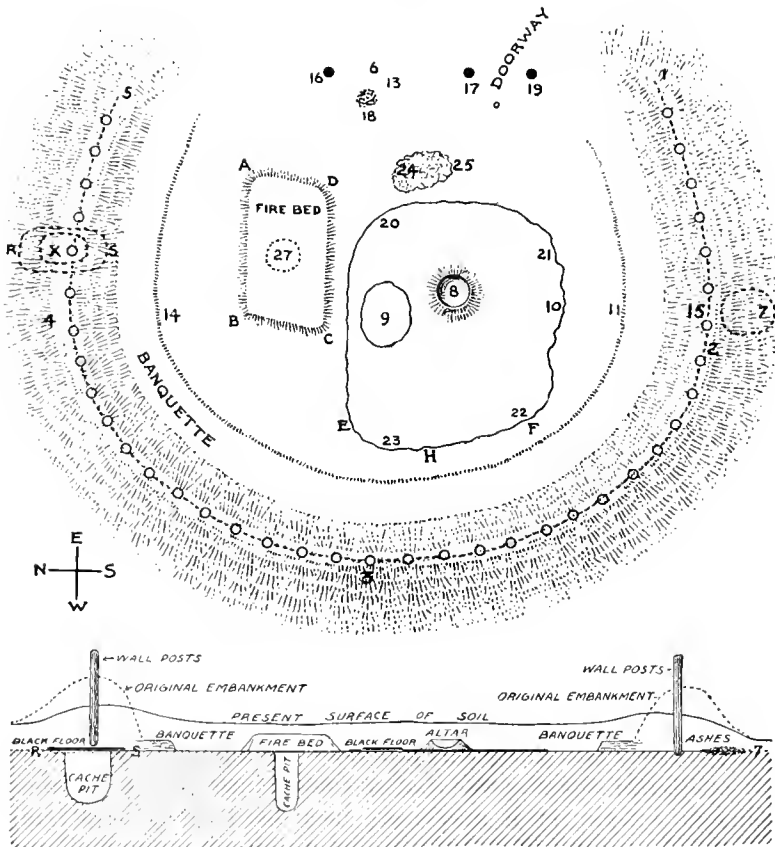 DOORWAY
6
1
5
16
13
17
19
18
A
D
24
25
FIRE BED
20
R
X
S
27
21
8
4
14
9
10
11
15
7
B
C
2
BANQUETTE
E
22
F
23
H
E
N
S
W
3
WALL POSTS
WALL POSTS
ORIGINAL EMBANKMENT
ORIGINAL EMBANKMENT
PRESENT SURFACE OF SOIL
BLACK FLOOR
BANQUETTE
FIRE BED
BLACK FLOOR
ALTAR
BANQUETTE
ASHES
R
S
7
CACHE
PIT
CACHE PIT